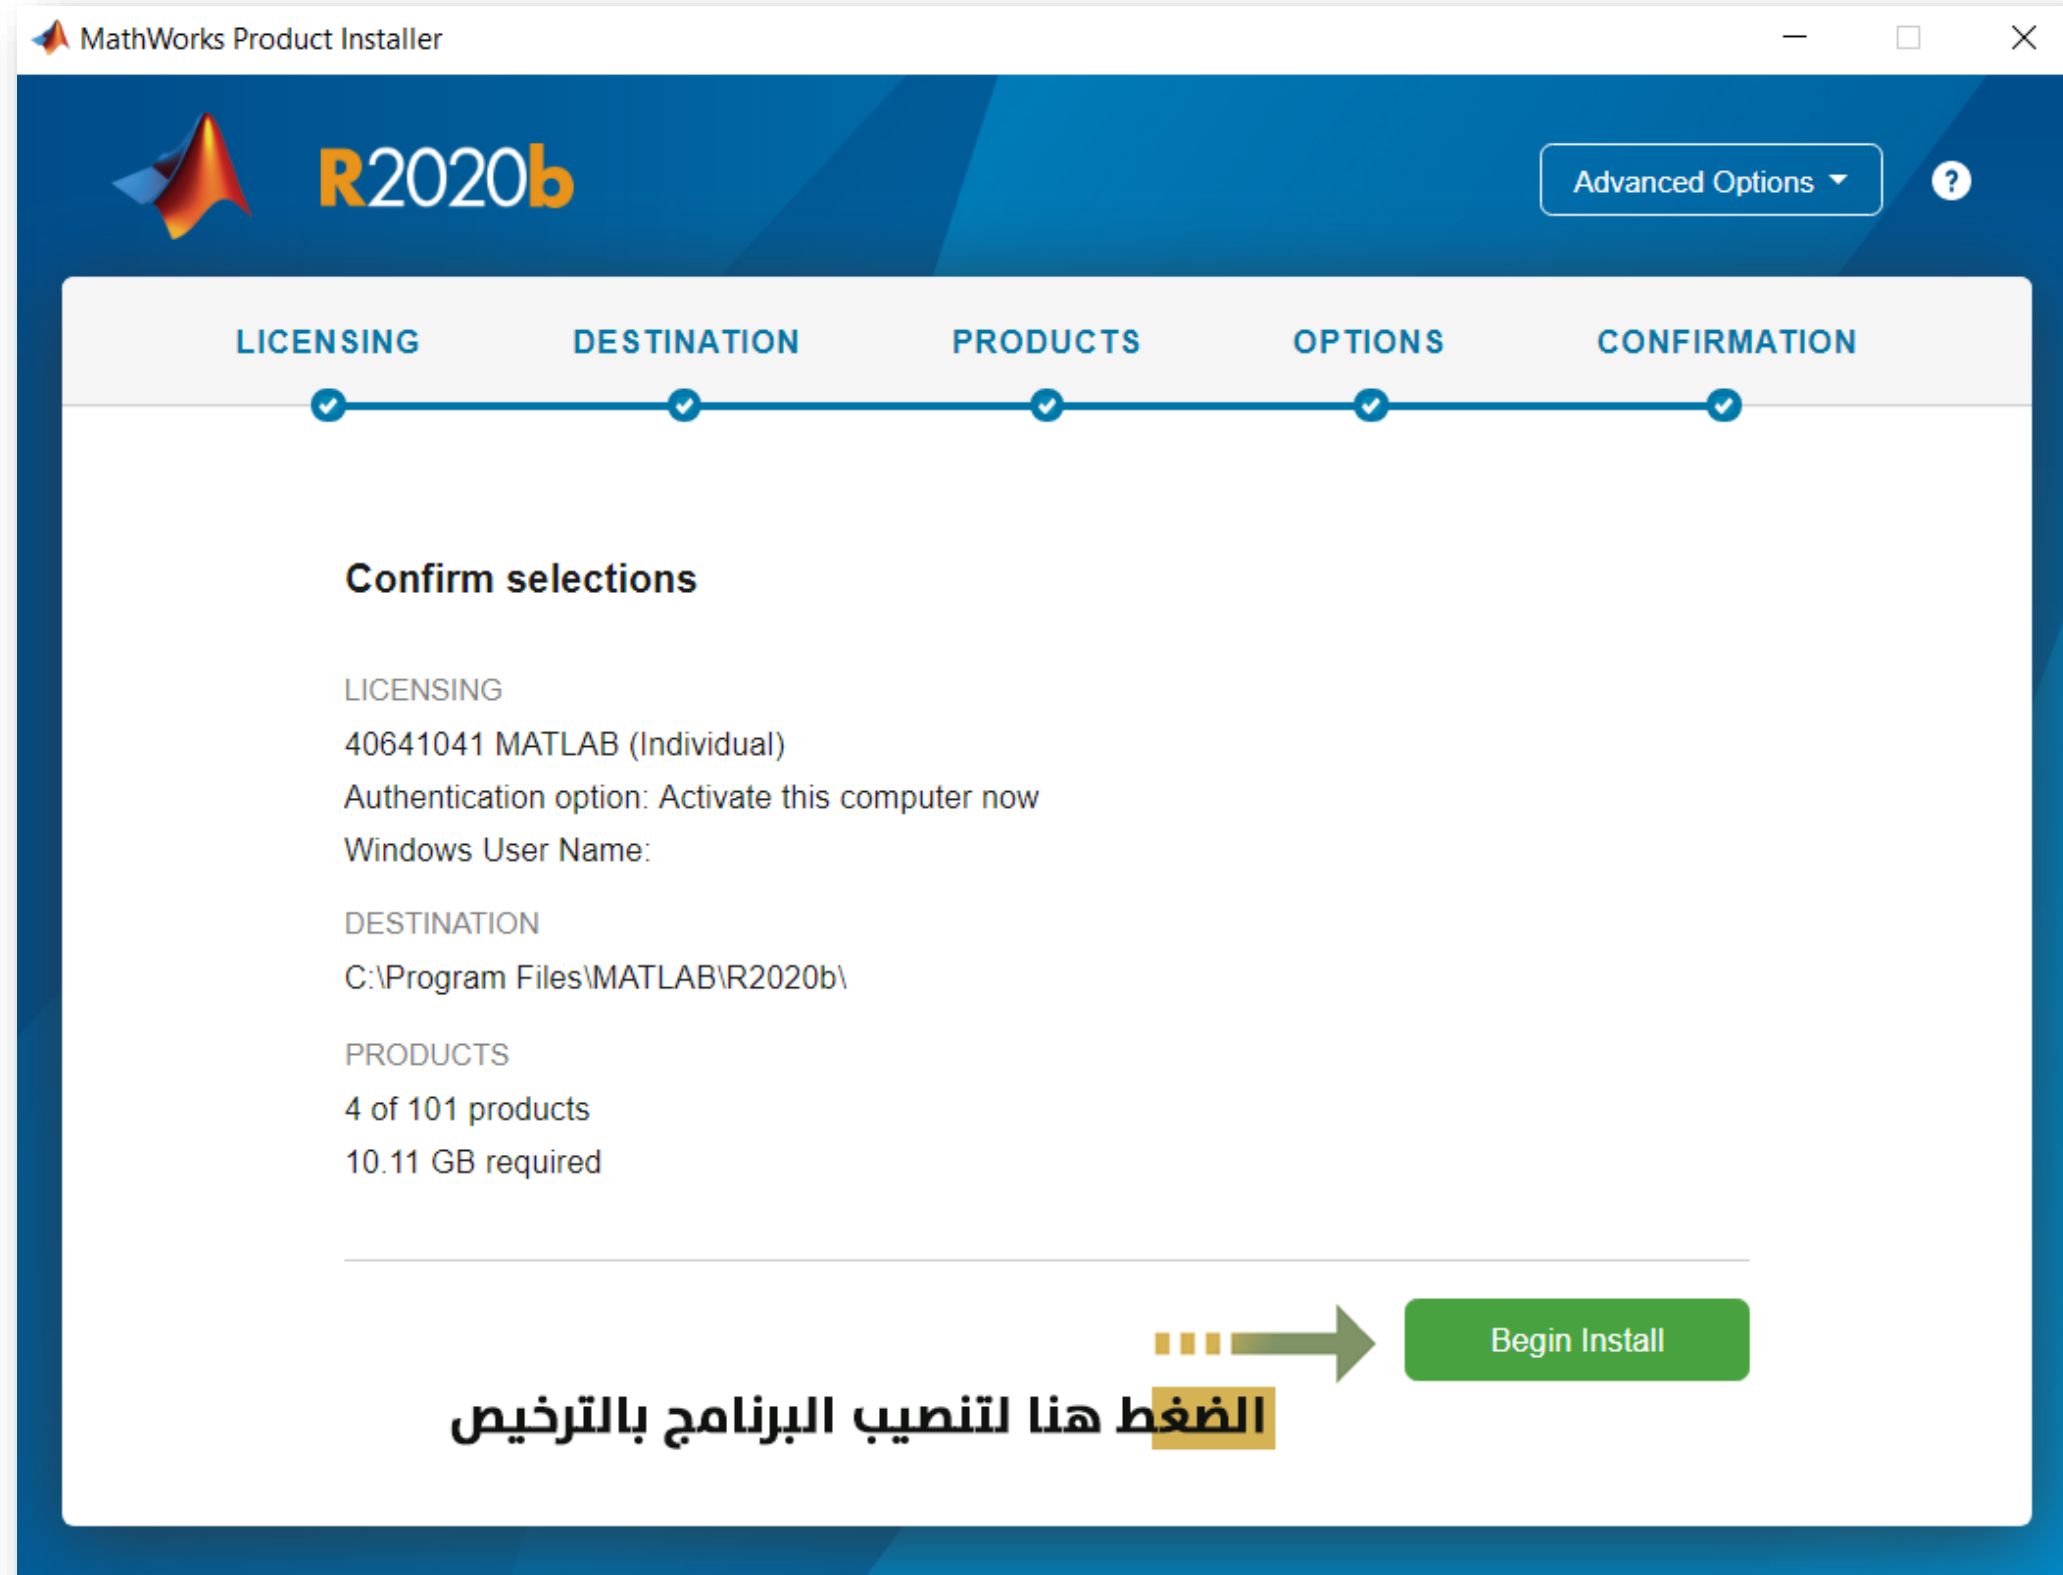 MathWorks Product Installer
R2020b
Advanced Options
?
LICENSING DESTINATION PRODUCTS OPTIONS CONFIRMATION
Confirm selections
LICENSING
40641041 MATLAB (Individual)
Authentication option: Activate this computer now
Windows User Name:
DESTINATION
C:\Program Files\MATLAB\R2020b\
PRODUCTS
4 of 101 products
10.11 GB required
Begin Install
الضغط هنا لتنصيب البرنامج بالترخيص